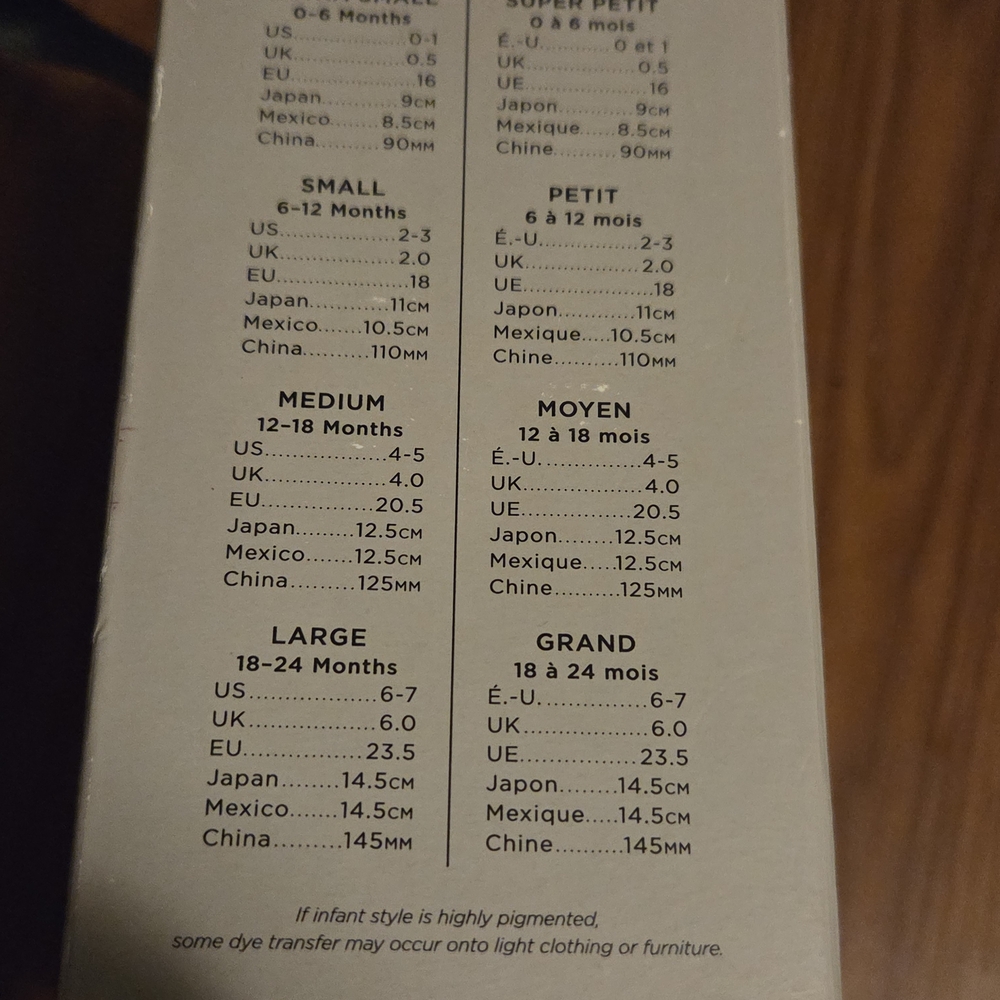 SMALL
0-6 Months
US..................0-1
UK..................0.5
EU..................16
Japan............9CM
Mexico........8.5CM
China..........90MM
SMALL
6-12 Months
US..................2-3
UK..................2.0
EU....................18
Japan............11CM
Mexico.......10.5CM
China..........110MM
MEDIUM
12-18 Months
US..................4-5
UK..................4.0
EU.................20.5
Japan.........12.5CM
Mexico.......12.5CM
China..........125MM
LARGE
18-24 Months
US..................6-7
UK..................6.0
EU.................23.5
Japan........14.5CM
Mexico.......14.5CM
China..........145MM
SUPER PETIT
0 à 6 mois
É.-U...........0 et 1
UK................0.5
UE..................16
Japon............9CM
Mexique......8.5CM
Chine..........90MM
PETIT
6 à 12 mois
É.-U...............2-3
UK.................2.0
UE....................18
Japon............11CM
Mexique.....10.5CM
Chine..........110MM
MOYEN
12 à 18 mois
É.-U................4-5
UK..................4.0
UE.................20.5
Japon.........12.5CM
Mexique.....12.5CM
Chine..........125MM
GRAND
18 à 24 mois
É.-U................6-7
UK..................6.0
UE.................23.5
Japon........14.5CM
Mexique.....14.5CM
Chine..........145MM
If infant style is highly pigmented,
some dye transfer may occur onto light clothing or furniture.